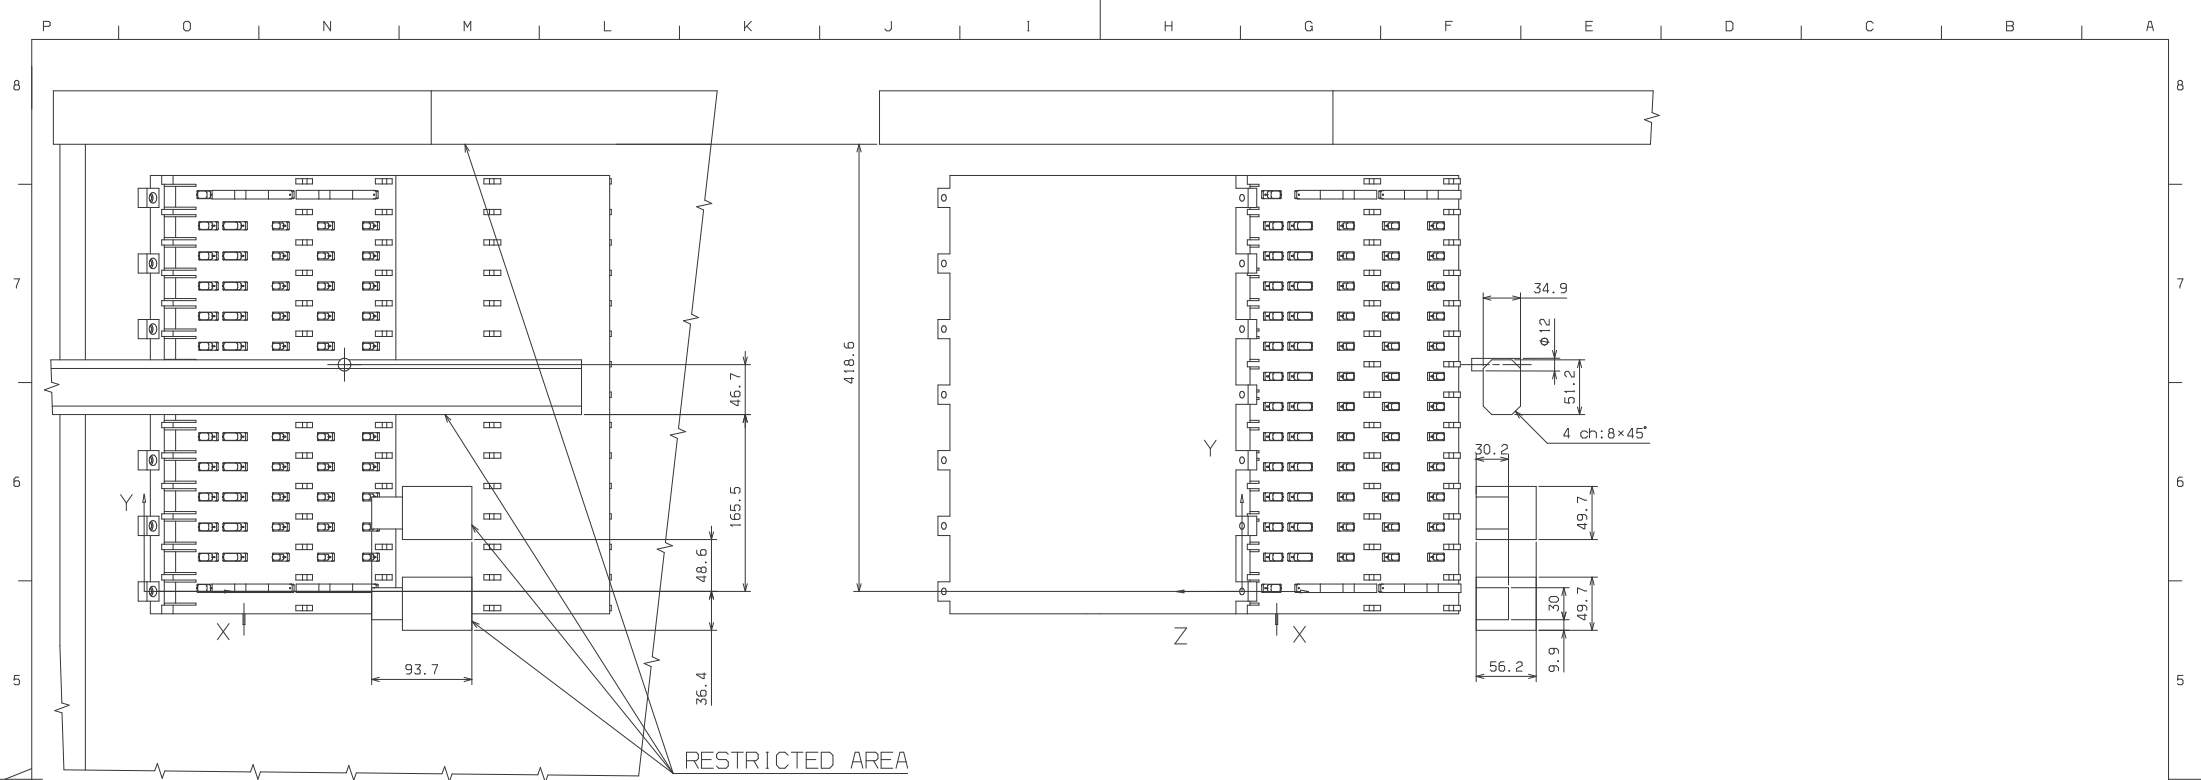 P O N M L K J I H G F E D C B A
8 8
7 7
34.9
Φ12
418.6
46.7
51.2
4 ch:8×45°
Y
30.2
6 Y 6
165.5
49.7
48.6
30
49.7
X Z X
93.7
56.2
9.9
5 36.4 5
RESTRICTED AREA